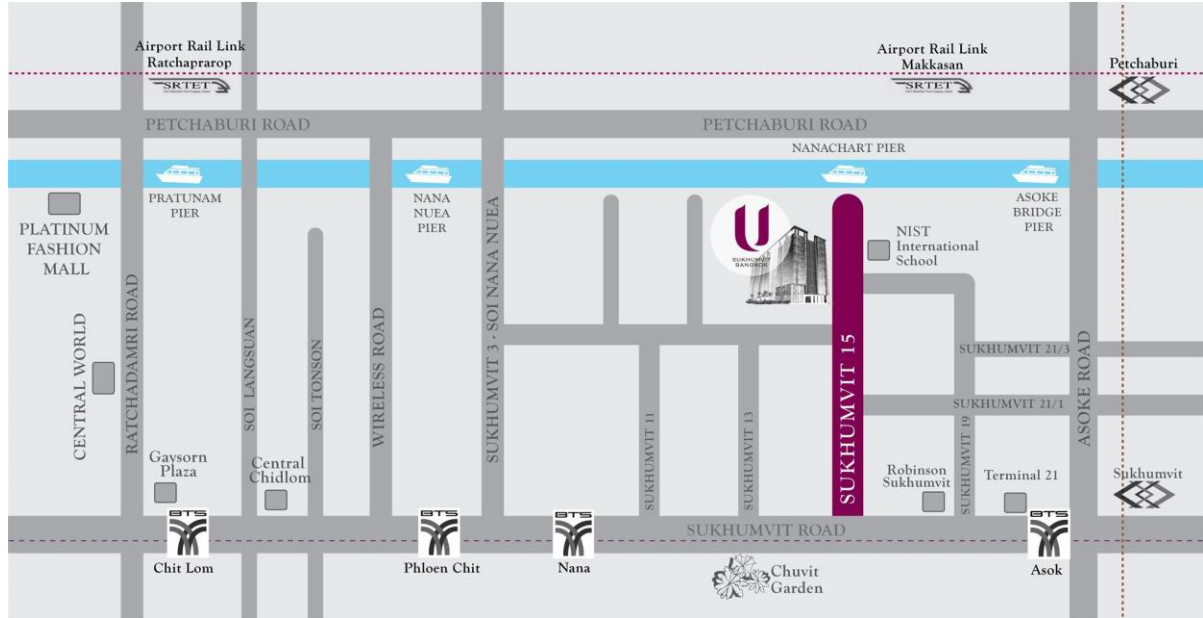 Airport Rail Link
Ratchaprarop
SRTET
Airport Rail Link
Makkasan
SRTET
Petchaburi
PETCHABURI ROAD
PETCHABURI ROAD
NANACHART PIER
PRATUNAM
PIER
NANA
NUEA
PIER
ASOKE
BRIDGE
PIER
PLATINUM
FASHION
MALL
U
SUKHUMVIT
BANGKOK
NIST
International
School
CENTRAL WORLD
RATCHADAMRI ROAD
SOI LANGSUAN
SOI TONSON
WIRELESS ROAD
SUKHUMVIT 3 - SOI NANA NUEA
SUKHUMVIT 11
SUKHUMVIT 13
SUKHUMVIT 15
SUKHUMVIT 19
SUKHUMVIT 21/3
SUKHUMVIT 21/1
ASOKE ROAD
Gaysorn
Plaza
Central
Chidlom
Robinson
Sukhumvit
Terminal 21
Sukhumvit
BTS
BTS
BTS
BTS
SUKHUMVIT ROAD
Chit Lom
Phloen Chit
Nana
Chuvit
Garden
Asok